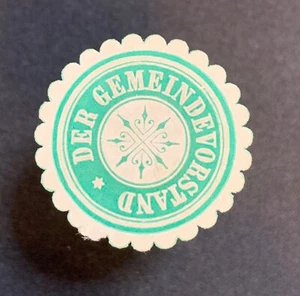 DER GEMEINDEVORSTAND *